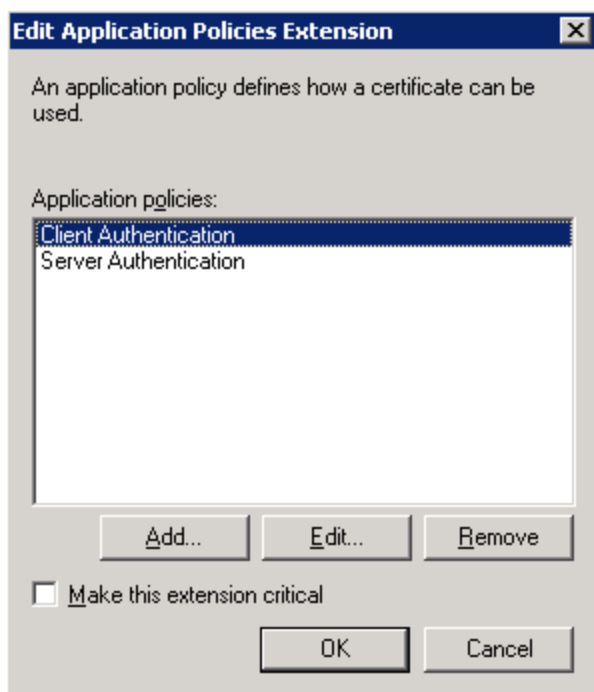 Edit Application Policies Extension
An application policy defines how a certificate can be
used.
Application policies:
Client Authentication
Server Authentication
Add... Edit... Remove
Make this extension critical
OK Cancel